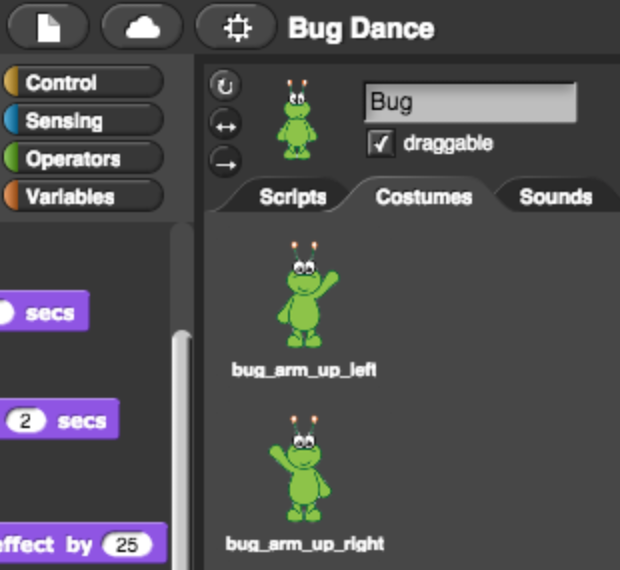 Bug Dance
Control
Sensing
Operators
Variables
Bug
draggable
Scripts Costumes Sounds
secs
2 secs
effect by 25
bug_arm_up_left
bug_arm_up_right